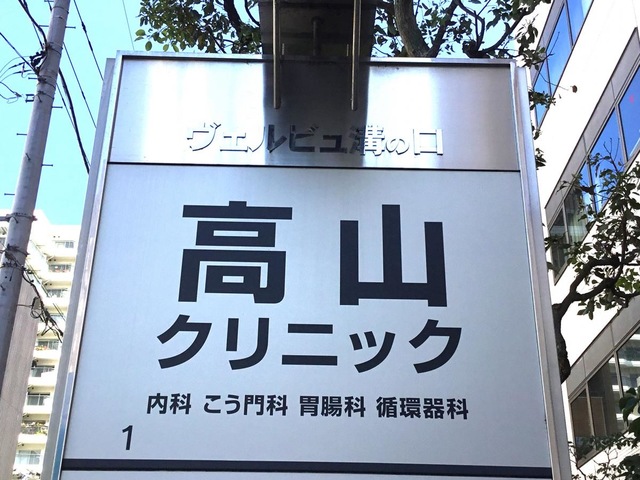 ヴェルビュ溝の口
高山
クリニック
内科 こう門科 胃腸科 循環器科
1